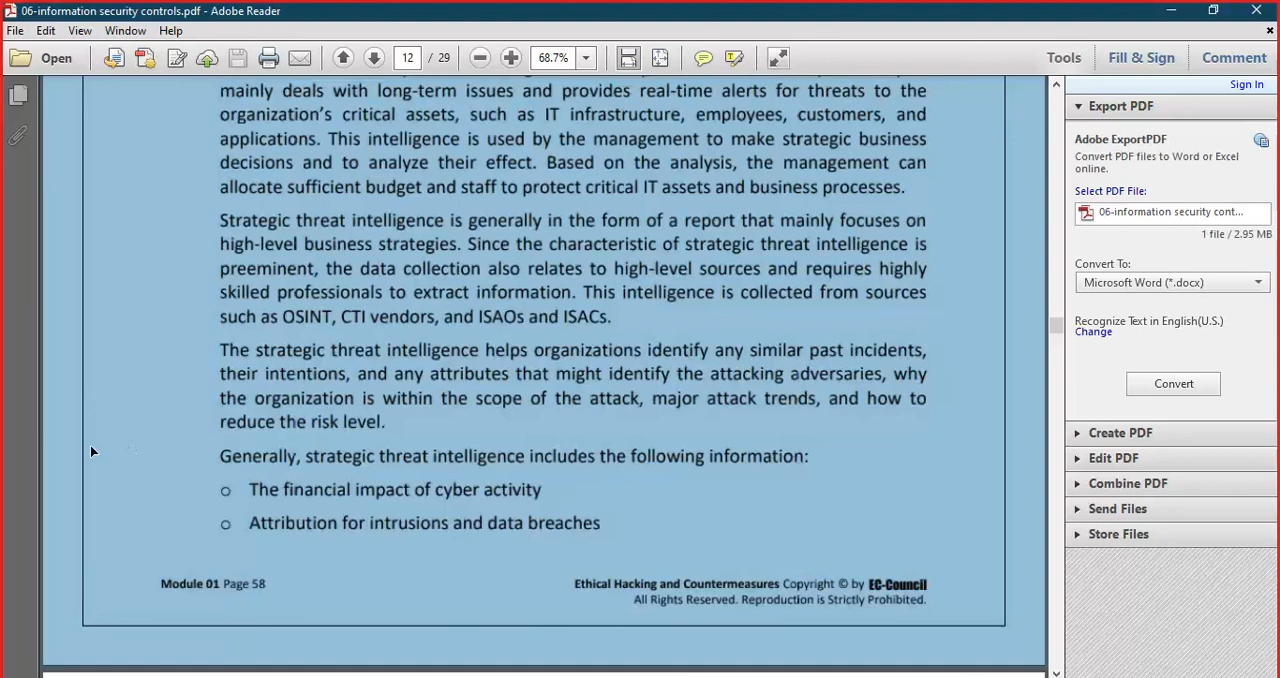 06-information security controls.pdf - Adobe Reader
File Edit View Window Help
Open 12 / 29 68.7% Tools Fill & Sign Comment
mainly deals with long-term issues and provides real-time alerts for threats to the
organization's critical assets, such as IT infrastructure, employees, customers, and
applications. This intelligence is used by the management to make strategic business
decisions and to analyze their effect. Based on the analysis, the management can
allocate sufficient budget and staff to protect critical IT assets and business processes.
Strategic threat intelligence is generally in the form of a report that mainly focuses on
high-level business strategies. Since the characteristic of strategic threat intelligence is
preeminent, the data collection also relates to high-level sources and requires highly
skilled professionals to extract information. This intelligence is collected from sources
such as OSINT, CTI vendors, and ISAOs and ISACs.
The strategic threat intelligence helps organizations identify any similar past incidents,
their intentions, and any attributes that might identify the attacking adversaries, why
the organization is within the scope of the attack, major attack trends, and how to
reduce the risk level.
Generally, strategic threat intelligence includes the following information:
o The financial impact of cyber activity
o Attribution for intrusions and data breaches
Module 01 Page 58
Ethical Hacking and Countermeasures Copyright © by EC-Council
All Rights Reserved. Reproduction is Strictly Prohibited.
Sign In
Export PDF
Adobe ExportPDF
Convert PDF files to Word or Excel
online.
Select PDF File:
06-information security cont...
1 file / 2.95 MB
Convert To:
Microsoft Word (*.docx)
Recognize Text in English(U.S.)
Change
Convert
Create PDF
Edit PDF
Combine PDF
Send Files
Store Files